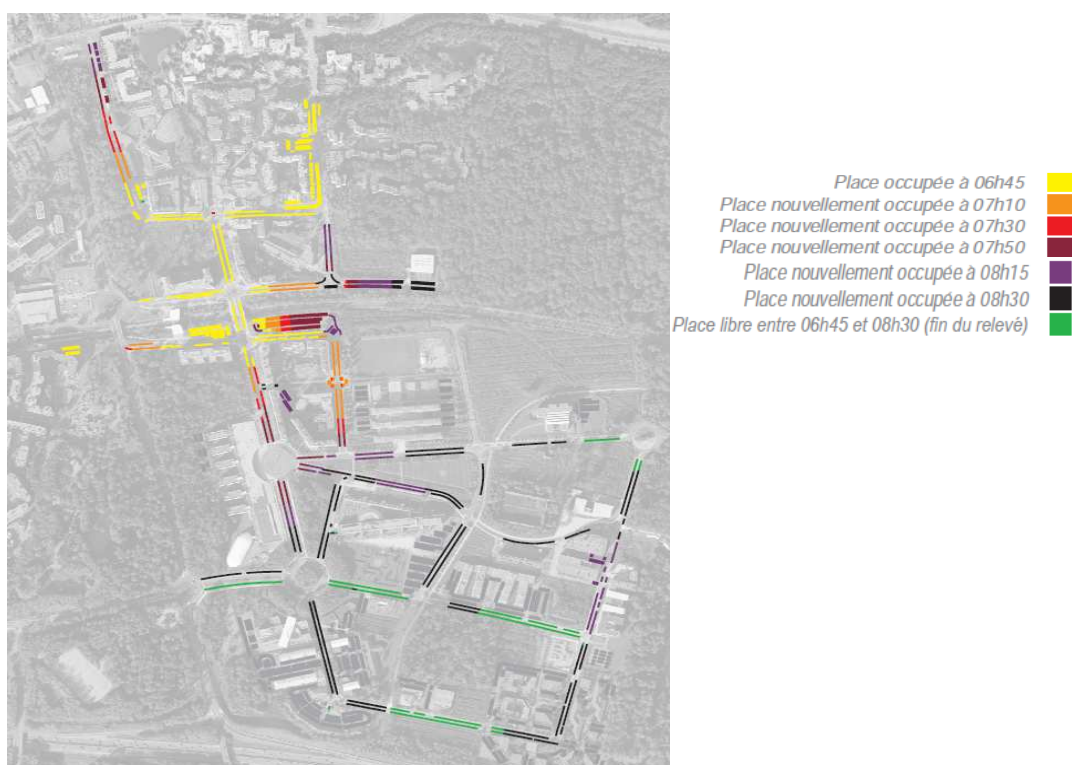 Place occupée à 06h45
Place nouvellement occupée à 07h10
Place nouvellement occupée à 07h30
Place nouvellement occupée à 07h50
Place nouvellement occupée à 08h15
Place nouvellement occupée à 08h30
Place libre entre 06h45 et 08h30 (fin du relevè)